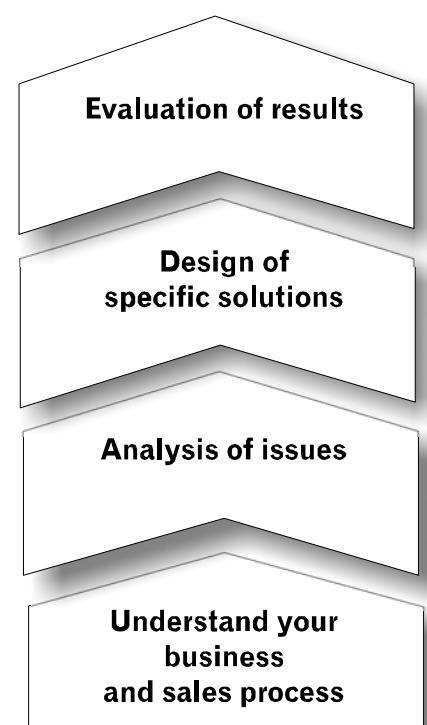 Evaluation of results
Design of
specific solutions
Analysis of issues
Understand your
business
and sales process